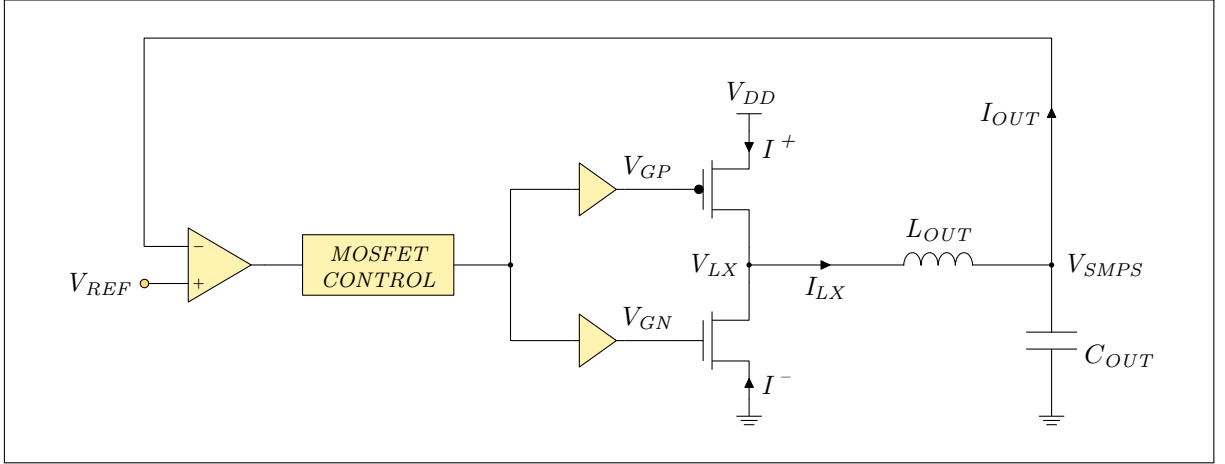 V_DD
I_OUT
I^+
V_GP
L_OUT
−
MOSFET
CONTROL
V_LX
V_SMPS
V_REF
+
I_LX
V_GN
C_OUT
I^−